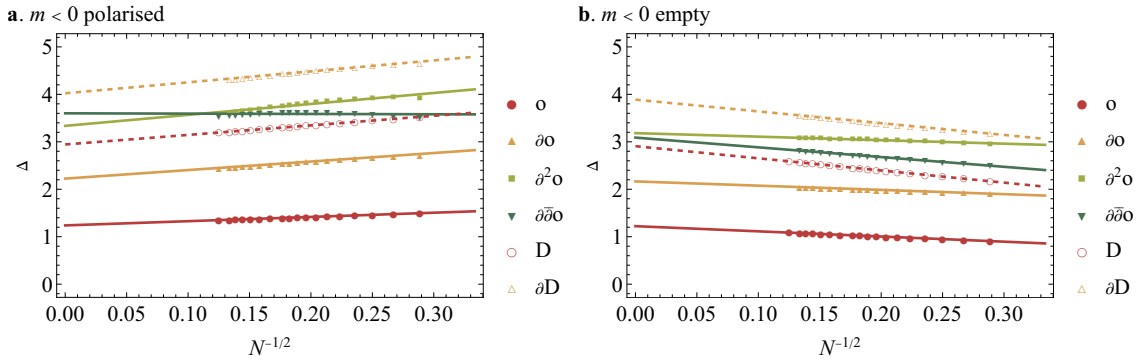 a. m < 0 polarised
5
4
3
2
1
0
Δ
0.00 0.05 0.10 0.15 0.20 0.25 0.30
N^{-1/2}
o
∂o
∂²o
∂∂̄o
D
∂D
b. m < 0 empty
5
4
3
2
1
0
Δ
0.00 0.05 0.10 0.15 0.20 0.25 0.30
N^{-1/2}
o
∂o
∂²o
∂∂̄o
D
∂D